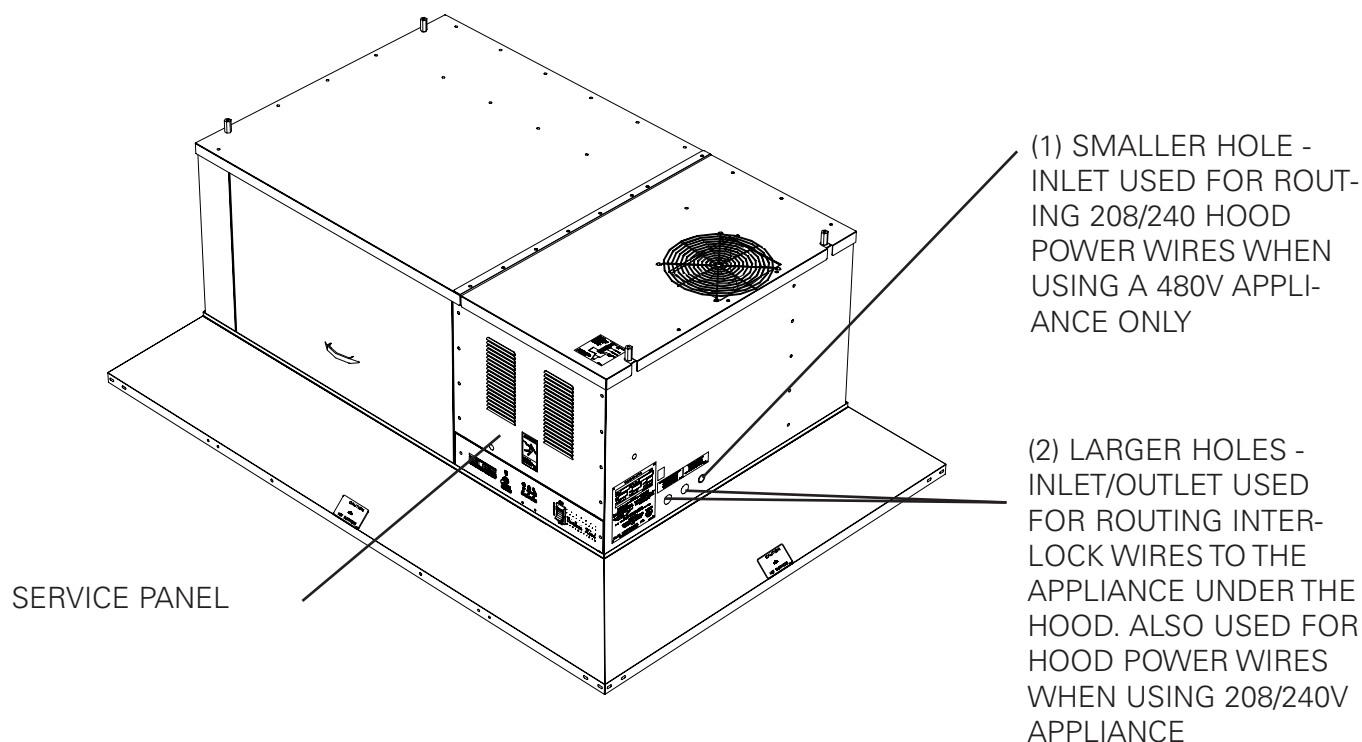 (1) SMALLER HOLE -
INLET USED FOR ROUT-
ING 208/240 HOOD
POWER WIRES WHEN
USING A 480V APPLI-
ANCE ONLY
(2) LARGER HOLES -
INLET/OUTLET USED
FOR ROUTING INTER-
LOCK WIRES TO THE
APPLIANCE UNDER THE
HOOD. ALSO USED FOR
HOOD POWER WIRES
WHEN USING 208/240V
APPLIANCE
SERVICE PANEL